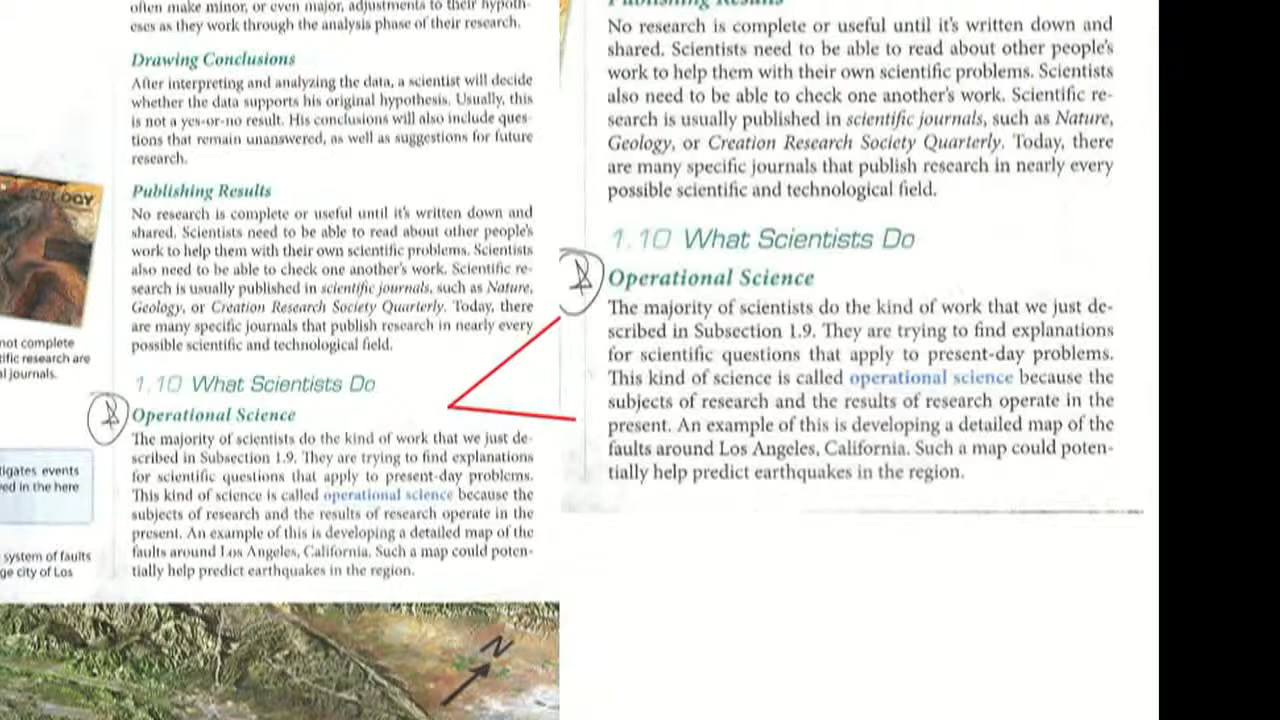 often make minor, or even major, adjustments to their hypoth-
eses as they work through the analysis phase of their research.
Drawing Conclusions
After interpreting and analyzing the data, a scientist will decide
whether the data supports his original hypothesis. Usually, this
is not a yes-or-no result. His conclusions will also include ques-
tions that remain unanswered, as well as suggestions for future
research.
Publishing Results
No research is complete or useful until it's written down and
shared. Scientists need to be able to read about other people's
work to help them with their own scientific problems. Scientists
also need to be able to check one another's work. Scientific re-
search is usually published in scientific journals, such as Nature,
Geology, or Creation Research Society Quarterly. Today, there
are many specific journals that publish research in nearly every
possible scientific and technological field.
1.10 What Scientists Do
Operational Science
The majority of scientists do the kind of work that we just de-
scribed in Subsection 1.9. They are trying to find explanations
for scientific questions that apply to present-day problems.
This kind of science is called operational science because the
subjects of research and the results of research operate in the
present. An example of this is developing a detailed map of the
faults around Los Angeles, California. Such a map could poten-
tially help predict earthquakes in the region.
not complete
tific research are
al journals.
tigates events
ved in the here
system of faults
ge city of Los
N
Publishing Results
No research is complete or useful until it's written down and
shared. Scientists need to be able to read about other people's
work to help them with their own scientific problems. Scientists
also need to be able to check one another's work. Scientific re-
search is usually published in scientific journals, such as Nature,
Geology, or Creation Research Society Quarterly. Today, there
are many specific journals that publish research in nearly every
possible scientific and technological field.
1.10 What Scientists Do
Operational Science
The majority of scientists do the kind of work that we just de-
scribed in Subsection 1.9. They are trying to find explanations
for scientific questions that apply to present-day problems.
This kind of science is called operational science because the
subjects of research and the results of research operate in the
present. An example of this is developing a detailed map of the
faults around Los Angeles, California. Such a map could poten-
tially help predict earthquakes in the region.